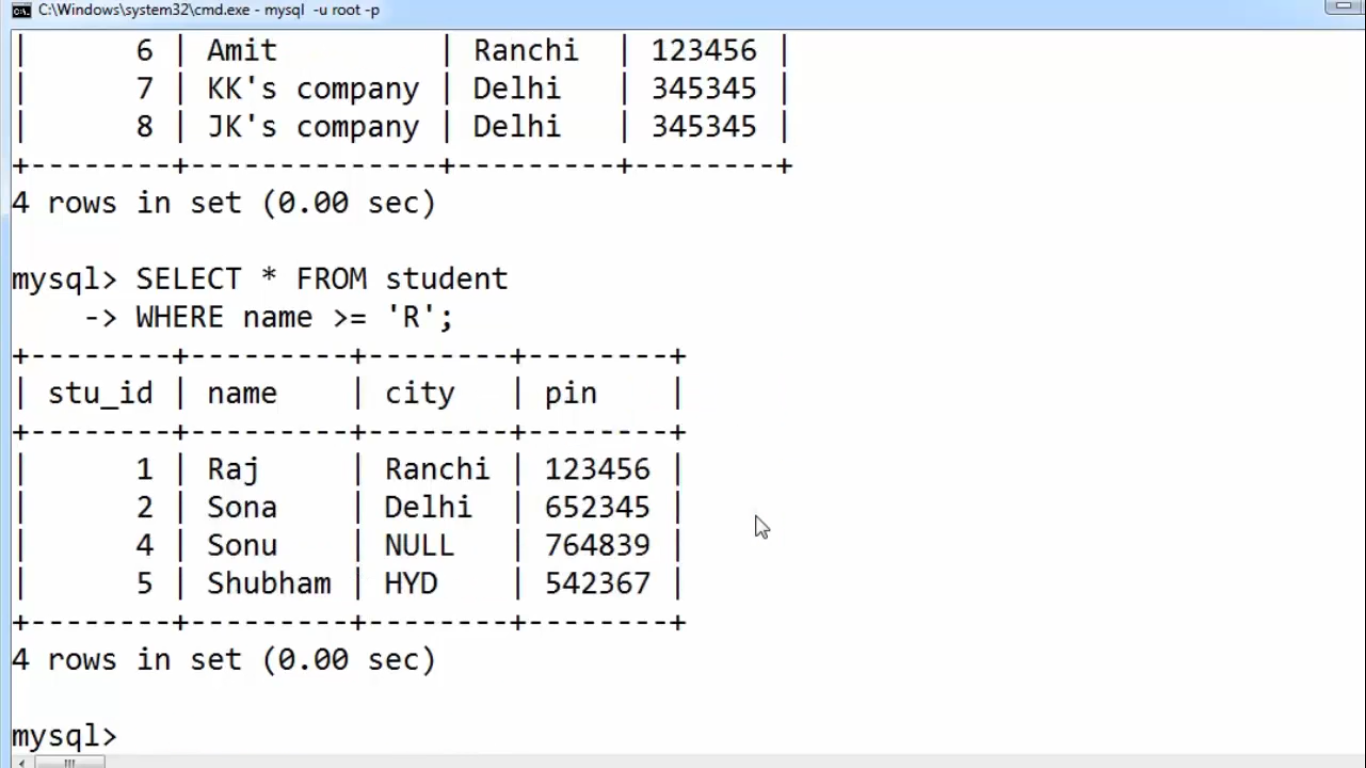 C:\Windows\system32\cmd.exe - mysql  -u root -p
|      6 | Amit         | Ranchi  | 123456 |
|      7 | KK's company | Delhi   | 345345 |
|      8 | JK's company | Delhi   | 345345 |
+--------+--------------+---------+--------+
4 rows in set (0.00 sec)
mysql> SELECT * FROM student
    -> WHERE name >= 'R';
+--------+---------+--------+--------+
| stu_id | name    | city   | pin    |
+--------+---------+--------+--------+
|      1 | Raj     | Ranchi | 123456 |
|      2 | Sona    | Delhi  | 652345 |
|      4 | Sonu    | NULL   | 764839 |
|      5 | Shubham | HYD    | 542367 |
+--------+---------+--------+--------+
4 rows in set (0.00 sec)
mysql>